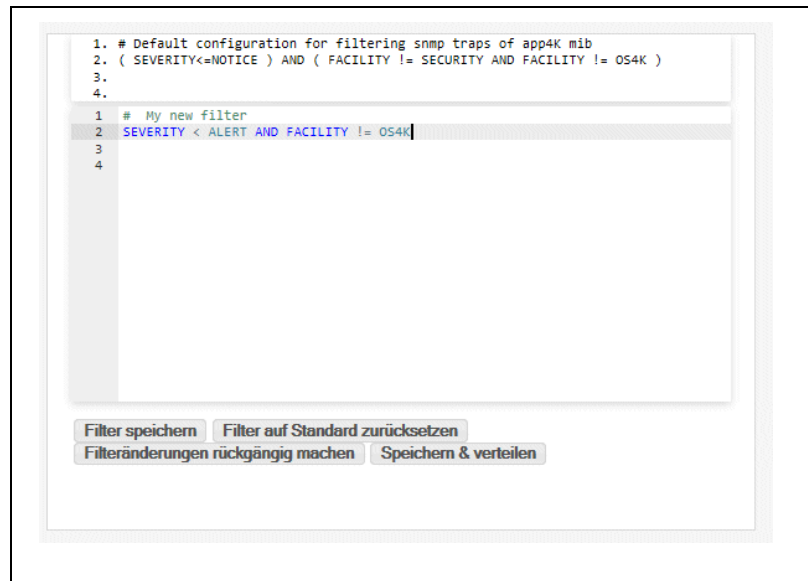 1. # Default configuration for filtering snmp traps of app4K mib
2. ( SEVERITY<=NOTICE ) AND ( FACILITY != SECURITY AND FACILITY != OS4K )
3.
4.
1 # My new filter
2 SEVERITY < ALERT AND FACILITY != OS4K
3
4
Filter speichern Filter auf Standard zurücksetzen
Filteränderungen rückgängig machen Speichern & verteilen